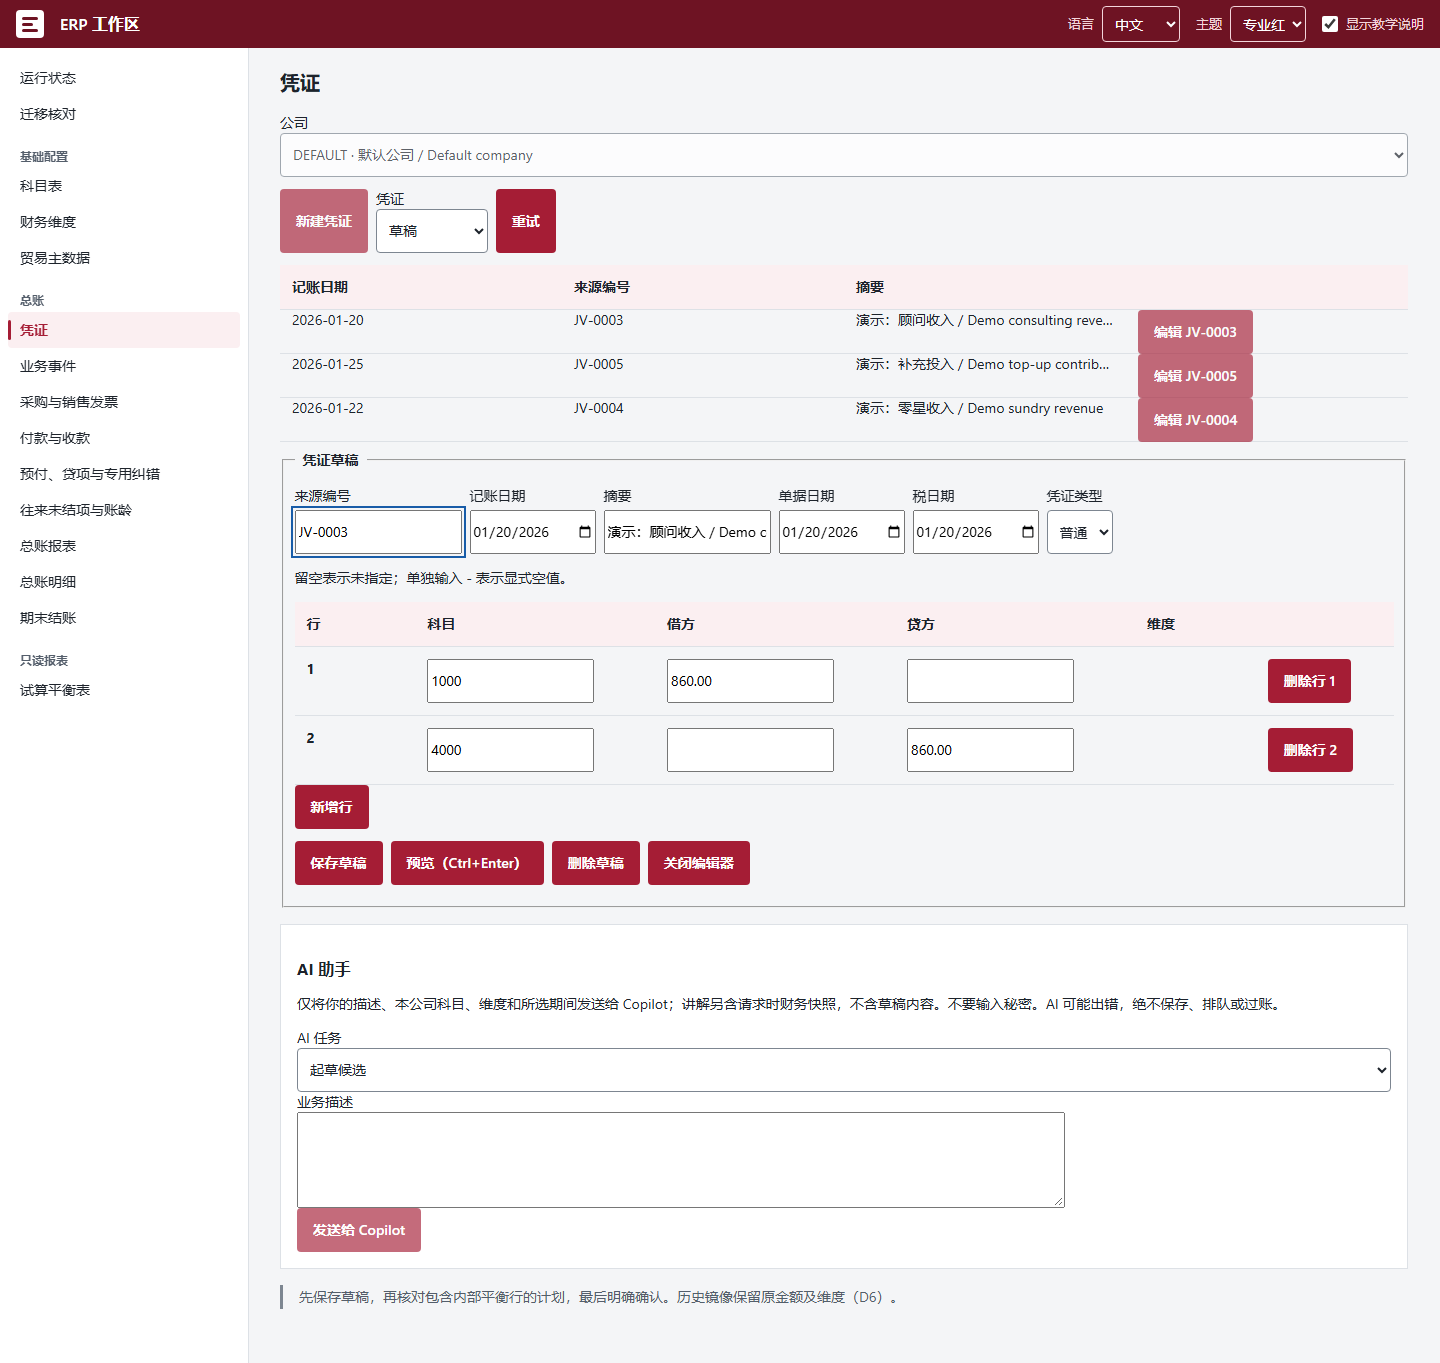 ERP 工作区
语言 中文 主题 专业红 显示教学说明
运行状态
迁移核对
基础配置
科目表
财务维度
贸易主数据
总账
凭证
业务事件
采购与销售发票
付款与收款
预付、贷项与专用纠错
往来未结项与账龄
总账报表
总账明细
期末结账
只读报表
试算平衡表
凭证
公司
DEFAULT · 默认公司 / Default company
新建凭证
凭证
草稿
重试
记账日期 来源编号 摘要
2026-01-20 JV-0003 演示：顾问收入 / Demo consulting reve... 编辑 JV-0003
2026-01-25 JV-0005 演示：补充投入 / Demo top-up contrib... 编辑 JV-0005
2026-01-22 JV-0004 演示：零星收入 / Demo sundry revenue 编辑 JV-0004
凭证草稿
来源编号 记账日期 摘要 单据日期 税日期 凭证类型
JV-0003 01/20/2026 演示：顾问收入 / Demo c 01/20/2026 01/20/2026 普通
留空表示未指定；单独输入 - 表示显式空值。
行 科目 借方 贷方 维度
1 1000 860.00 删除行 1
2 4000 860.00 删除行 2
新增行
保存草稿 预览（Ctrl+Enter） 删除草稿 关闭编辑器
AI 助手
仅将你的描述、本公司科目、维度和所选期间发送给 Copilot；讲解另含请求时财务快照，不含草稿内容。不要输入秘密。AI 可能出错，绝不保存、排队或过账。
AI 任务
起草候选
业务描述
发送给 Copilot
先保存草稿，再核对包含内部平衡行的计划，最后明确确认。历史镜像保留原金额及维度（D6）。